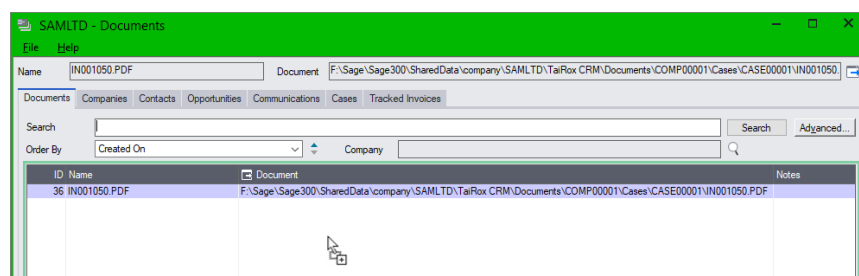 SAMLTD - Documents
File Help
Name IN001050.PDF Document F:\Sage\Sage300\SharedData\company\SAMLTD\TaiRox CRM\Documents\COMP00001\Cases\CASE00001\IN001050.
Documents Companies Contacts Opportunities Communications Cases Tracked Invoices
Search Search Advanced...
Order By Created On Company
ID Name Document Notes
36 IN001050.PDF F:\Sage\Sage300\SharedData\company\SAMLTD\TaiRox CRM\Documents\COMP00001\Cases\CASE00001\IN001050.PDF